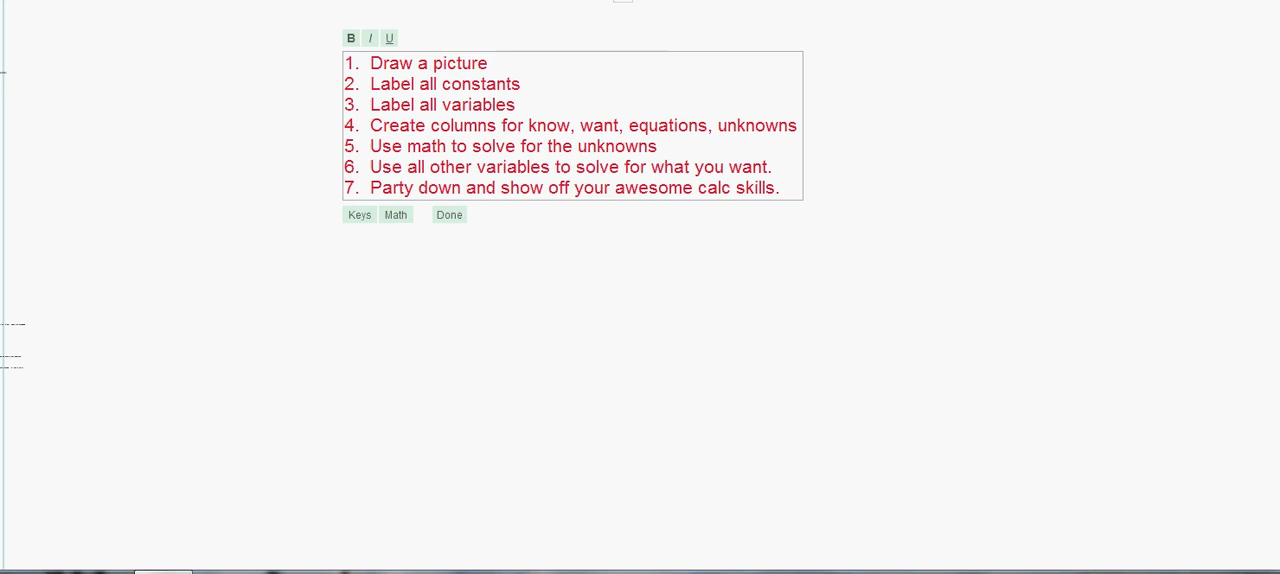 B I U
1. Draw a picture
2. Label all constants
3. Label all variables
4. Create columns for know, want, equations, unknowns
5. Use math to solve for the unknowns
6. Use all other variables to solve for what you want.
7. Party down and show off your awesome calc skills.
Keys Math Done